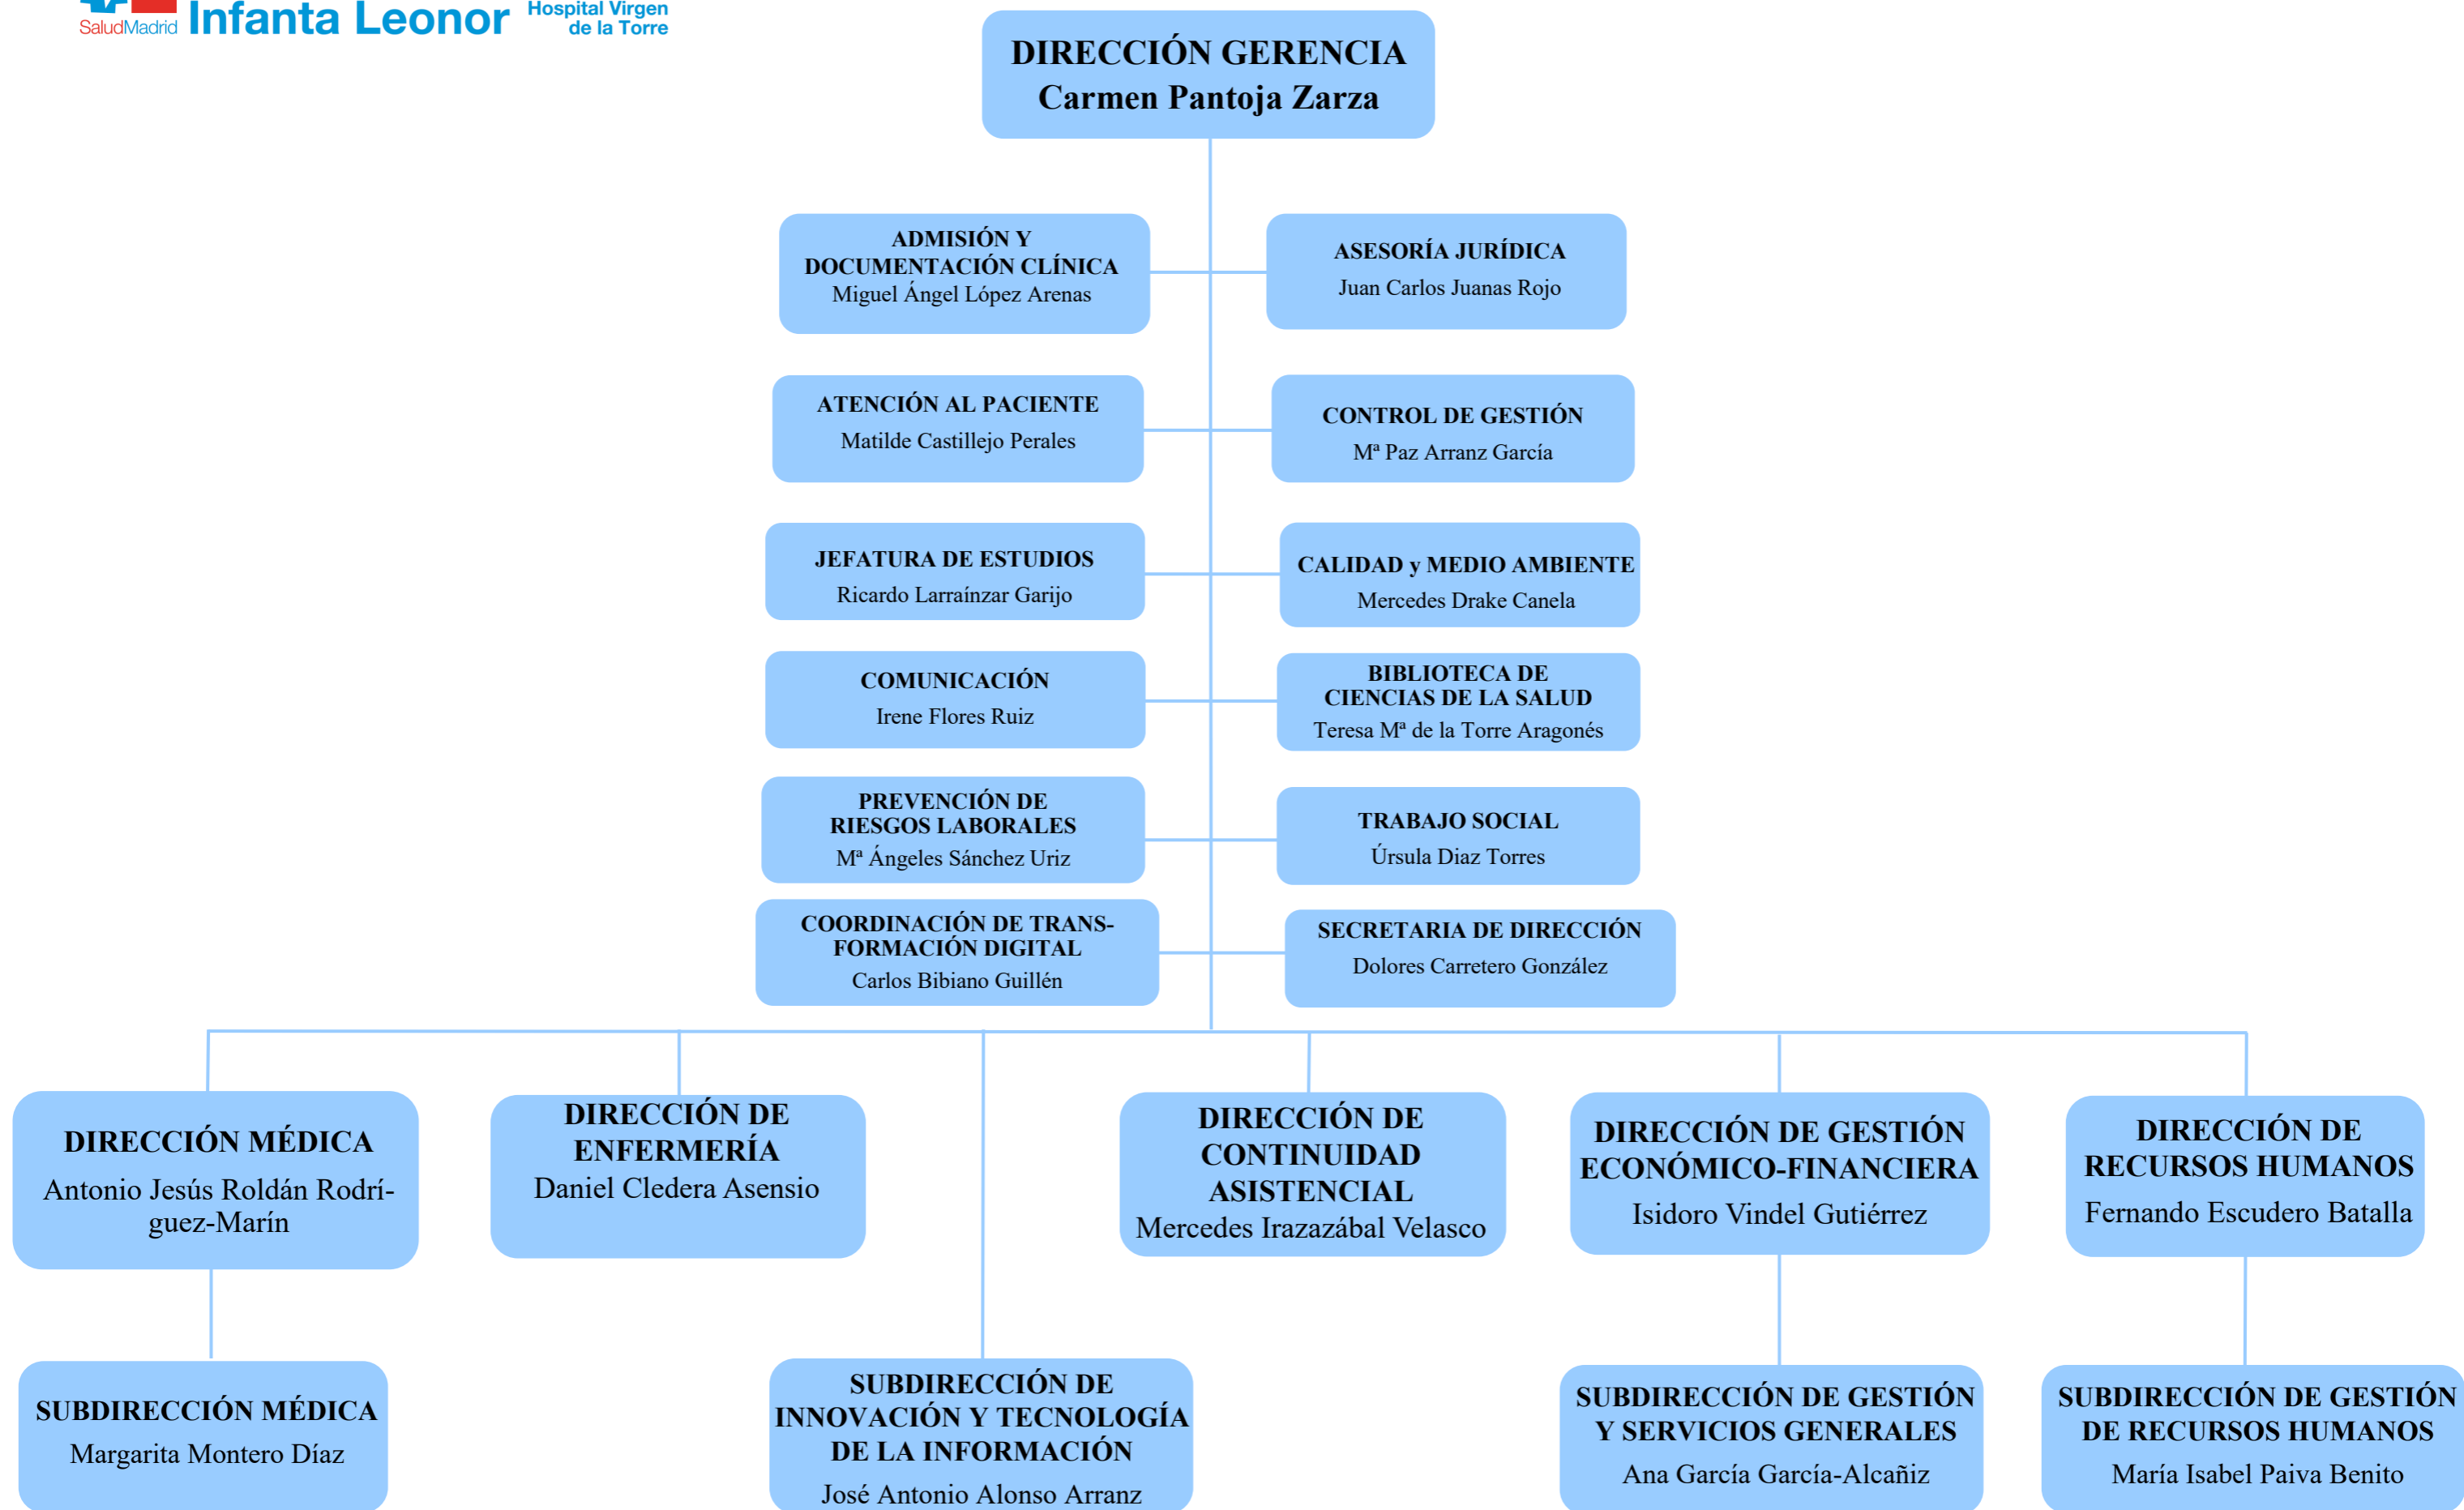 SaludMadrid
Infanta Leonor
Hospital Virgen
de la Torre
DIRECCIÓN GERENCIA
Carmen Pantoja Zarza
ADMISIÓN Y
DOCUMENTACIÓN CLÍNICA
Miguel Ángel López Arenas
ASESORÍA JURÍDICA
Juan Carlos Juanas Rojo
ATENCIÓN AL PACIENTE
Matilde Castillejo Perales
CONTROL DE GESTIÓN
Mª Paz Arranz García
JEFATURA DE ESTUDIOS
Ricardo Larraínzar Garijo
CALIDAD y MEDIO AMBIENTE
Mercedes Drake Canela
COMUNICACIÓN
Irene Flores Ruiz
BIBLIOTECA DE
CIENCIAS DE LA SALUD
Teresa Mª de la Torre Aragonés
PREVENCIÓN DE
RIESGOS LABORALES
Mª Ángeles Sánchez Uriz
TRABAJO SOCIAL
Úrsula Diaz Torres
COORDINACIÓN DE TRANS-
FORMACIÓN DIGITAL
Carlos Bibiano Guillén
SECRETARIA DE DIRECCIÓN
Dolores Carretero González
DIRECCIÓN MÉDICA
Antonio Jesús Roldán Rodrí-
guez-Marín
DIRECCIÓN DE
ENFERMERÍA
Daniel Cledera Asensio
DIRECCIÓN DE
CONTINUIDAD
ASISTENCIAL
Mercedes Irazazábal Velasco
DIRECCIÓN DE GESTIÓN
ECONÓMICO-FINANCIERA
Isidoro Vindel Gutiérrez
DIRECCIÓN DE
RECURSOS HUMANOS
Fernando Escudero Batalla
SUBDIRECCIÓN MÉDICA
Margarita Montero Díaz
SUBDIRECCIÓN DE
INNOVACIÓN Y TECNOLOGÍA
DE LA INFORMACIÓN
José Antonio Alonso Arranz
SUBDIRECCIÓN DE GESTIÓN
Y SERVICIOS GENERALES
Ana García García-Alcañiz
SUBDIRECCIÓN DE GESTIÓN
DE RECURSOS HUMANOS
María Isabel Paiva Benito